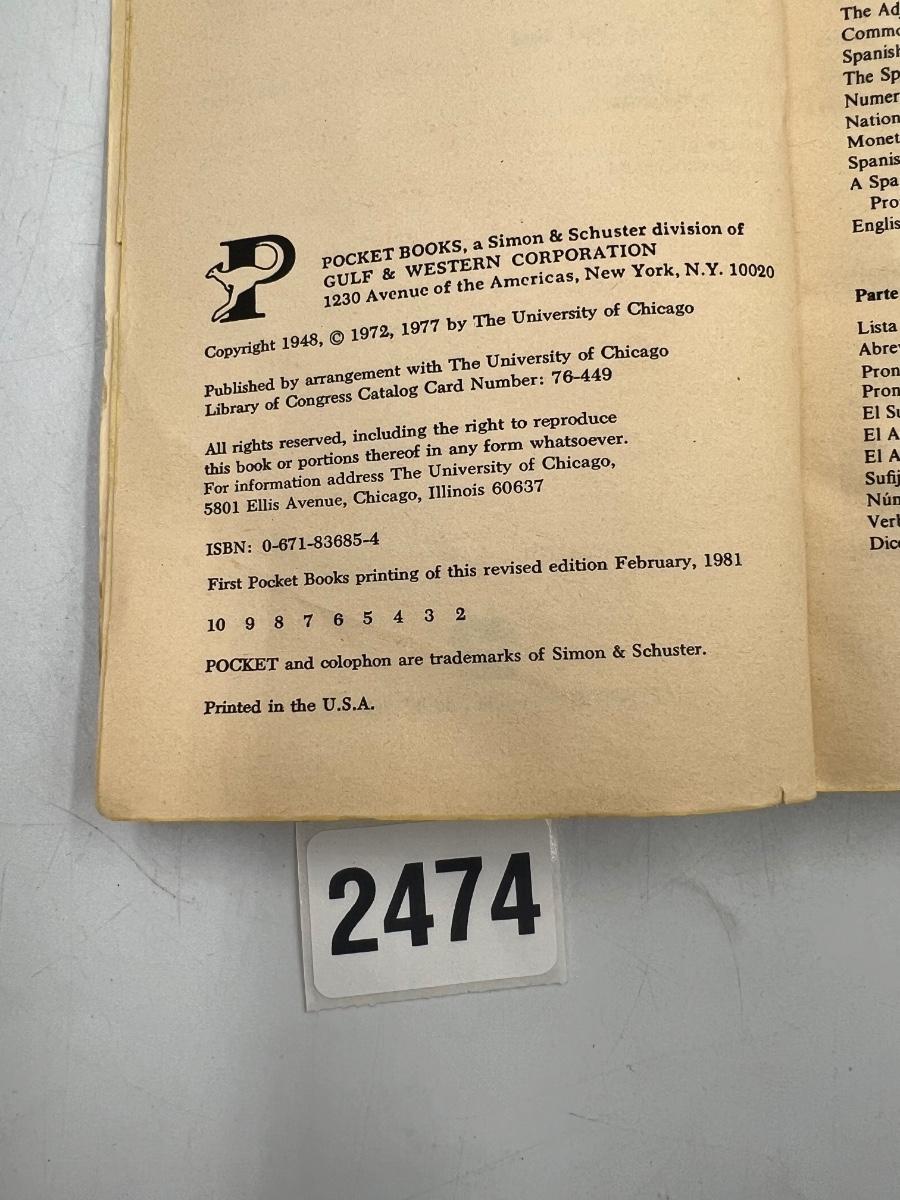 POCKET BOOKS, a Simon & Schuster division of
GULF & WESTERN CORPORATION
1230 Avenue of the Americas, New York, N.Y. 10020
Copyright 1948, © 1972, 1977 by The University of Chicago
Published by arrangement with The University of Chicago
Library of Congress Catalog Card Number: 76-449
All rights reserved, including the right to reproduce
this book or portions thereof in any form whatsoever.
For information address The University of Chicago,
5801 Ellis Avenue, Chicago, Illinois 60637
ISBN: 0-671-83685-4
First Pocket Books printing of this revised edition February, 1981
10 9 8 7 6 5 4 3 2
POCKET and colophon are trademarks of Simon & Schuster.
Printed in the U.S.A.
The Ad
Commo
Spanish
The Sp
Numer
Nation
Monet
Spanis
A Spa
Pro
Englis
Parte
Lista
Abre
Pron
Pron
El Su
El A
El A
Sufij
Núm
Verb
Dic
2474